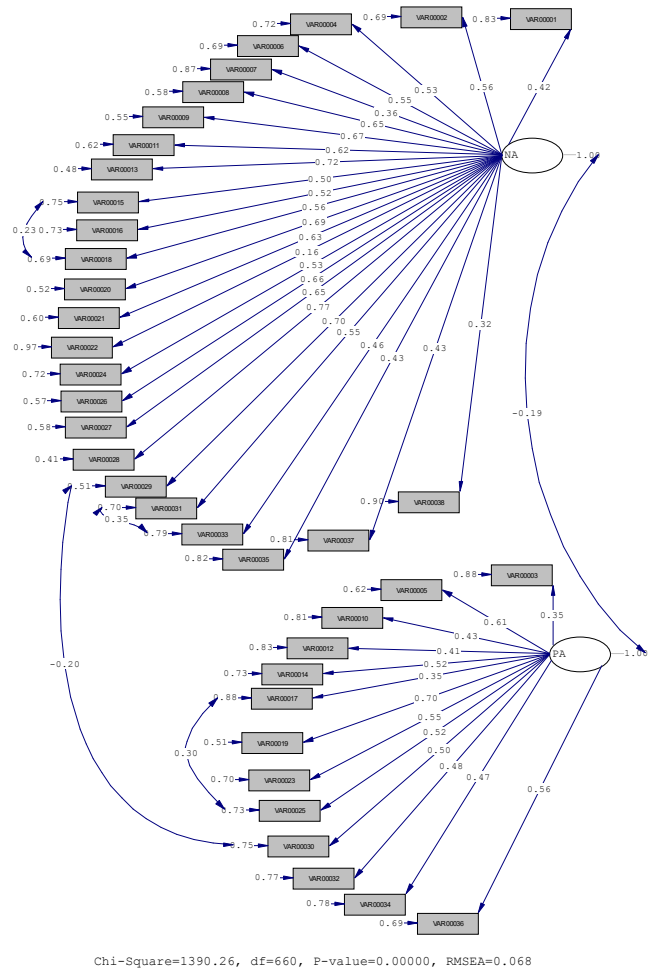 0.83 VAR00001
0.69 VAR00002
0.72 VAR00004
0.69 VAR00006
0.87 VAR00007
0.58 VAR00008
0.55 VAR00009
0.62 VAR00011
0.48 VAR00013
0.75 VAR00015
0.73 VAR00016
0.69 VAR00018
0.52 VAR00020
0.60 VAR00021
0.97 VAR00022
0.72 VAR00024
0.57 VAR00026
0.58 VAR00027
0.41 VAR00028
0.51 VAR00029
0.70 VAR00031
0.79 VAR00033
0.82 VAR00035
0.81 VAR00037
0.90 VAR00038
0.42
0.56
0.53
0.55
0.36
0.65
0.67
0.62
0.72
0.50
0.52
0.56
0.69
0.63
0.16
0.53
0.66
0.65
0.77
0.70
0.55
0.46
0.43
0.43
0.32
NA 1.00
0.23
0.35
-0.19
-0.20
0.88 VAR00003
0.62 VAR00005
0.81 VAR00010
0.83 VAR00012
0.73 VAR00014
0.88 VAR00017
0.51 VAR00019
0.70 VAR00023
0.73 VAR00025
0.75 VAR00030
0.77 VAR00032
0.78 VAR00034
0.69 VAR00036
0.35
0.61
0.43
0.41
0.52
0.35
0.70
0.55
0.52
0.50
0.48
0.47
0.56
PA 1.00
0.30
Chi-Square=1390.26, df=660, P-value=0.00000, RMSEA=0.068